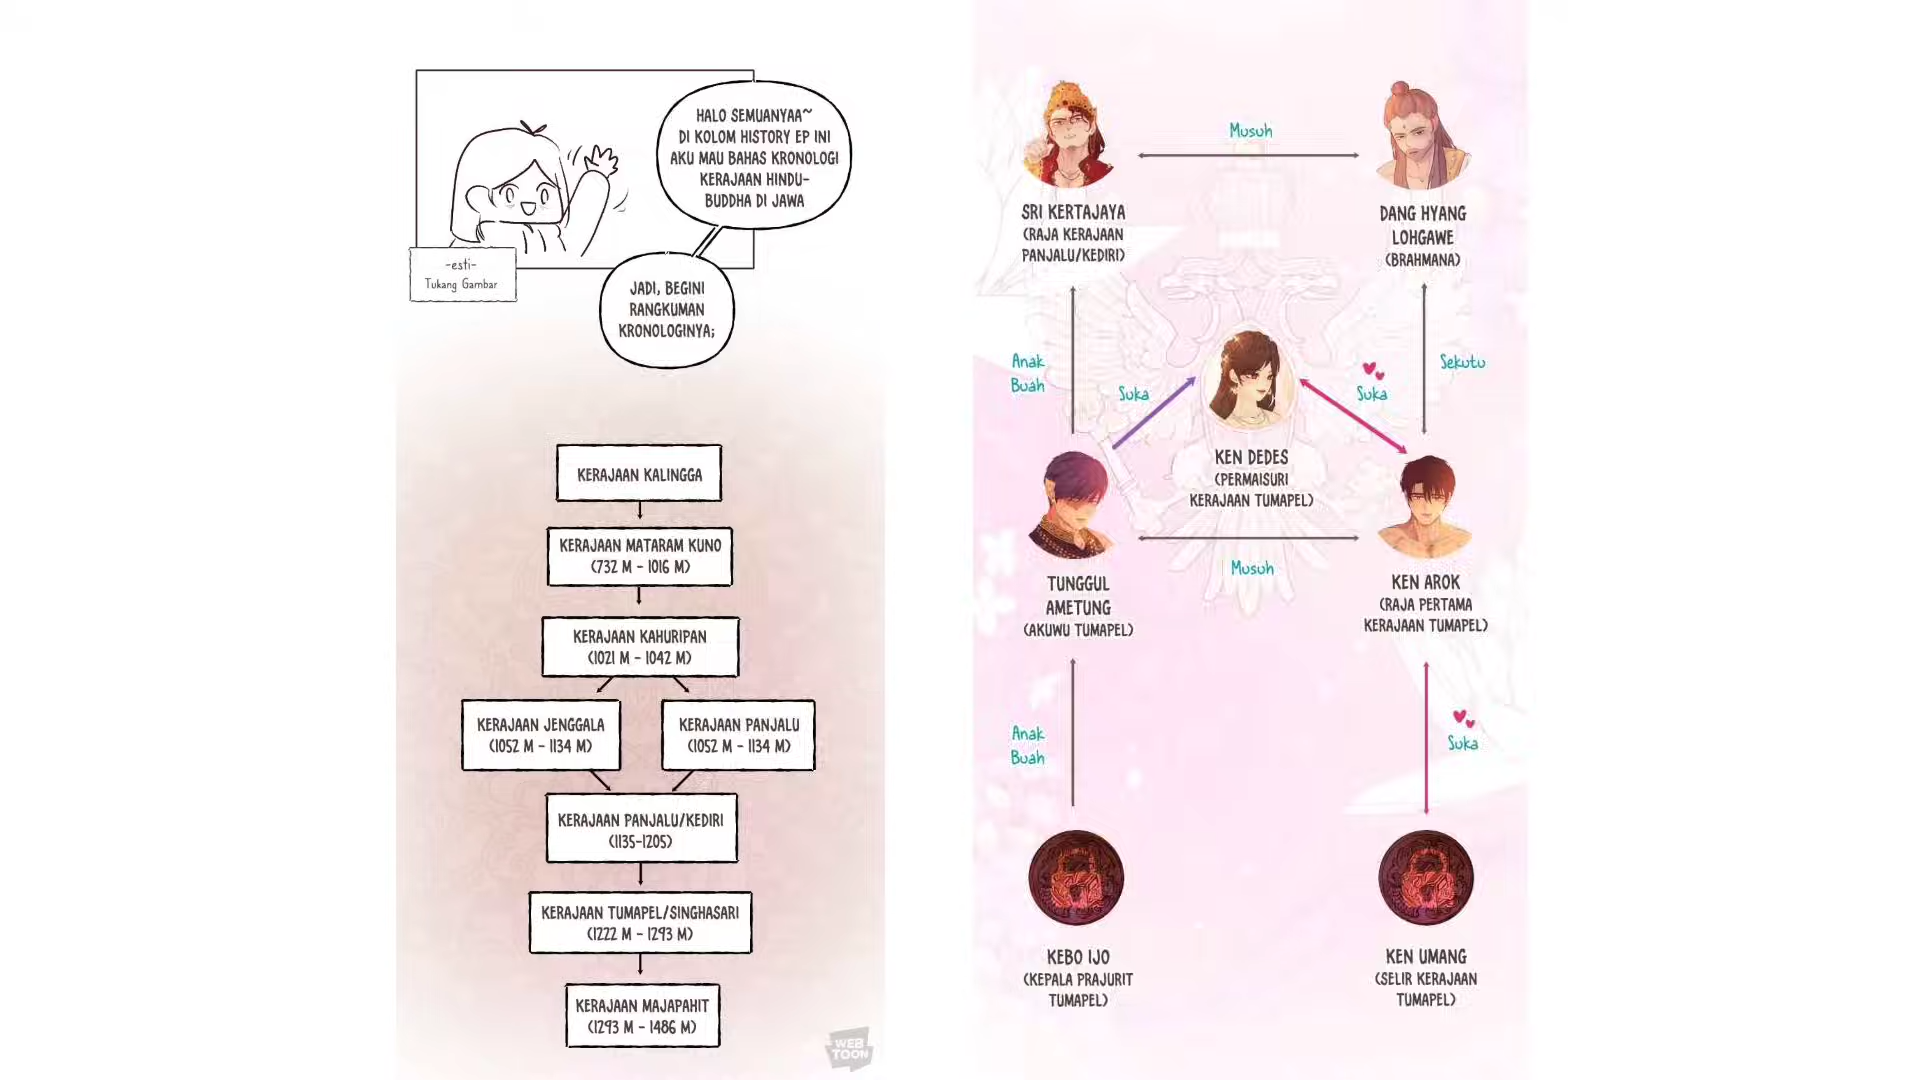 HALO SEMUANYAA~
DI KOLOM HISTORY EP INI
AKU MAU BAHAS KRONOLOGI
KERAJAAN HINDU-
BUDDHA DI JAWA
-esti-
Tukang Gambar
JADI, BEGINI
RANGKUMAN
KRONOLOGINYA;
KERAJAAN KALINGGA
KERAJAAN MATARAM KUNO
(732 M - 1016 M)
KERAJAAN KAHURIPAN
(1021 M - 1042 M)
KERAJAAN JENGGALA
(1052 M - 1134 M)
KERAJAAN PANJALU
(1052 M - 1134 M)
KERAJAAN PANJALU/KEDIRI
(1135-1205)
KERAJAAN TUMAPEL/SINGHASARI
(1222 M - 1293 M)
KERAJAAN MAJAPAHIT
(1293 M - 1486 M)
WEB
TOON
Musuh
SRI KERTAJAYA
(RAJA KERAJAAN
PANJALU/KEDIRI)
DANG HYANG
LOHGAWE
(BRAHMANA)
Anak
Buah
Suka
Suka
Sekutu
KEN DEDES
(PERMAISURI
KERAJAAN TUMAPEL)
Musuh
TUNGGUL
AMETUNG
(AKUWU TUMAPEL)
KEN AROK
(RAJA PERTAMA
KERAJAAN TUMAPEL)
Anak
Buah
Suka
KEBO IJO
(KEPALA PRAJURIT
TUMAPEL)
KEN UMANG
(SELIR KERAJAAN
TUMAPEL)